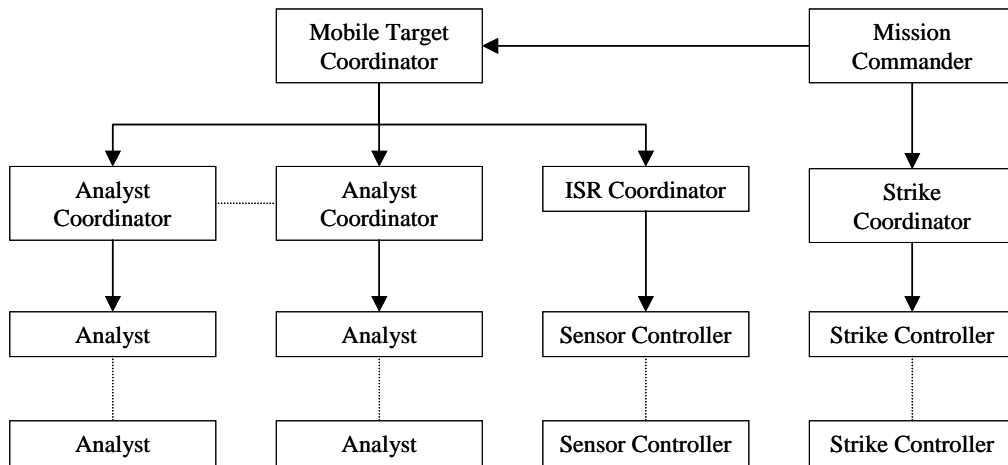 Mobile Target
Coordinator
Mission
Commander
Analyst
Coordinator
Analyst
Coordinator
ISR Coordinator
Strike
Coordinator
Analyst
Analyst
Sensor Controller
Strike Controller
Analyst
Analyst
Sensor Controller
Strike Controller